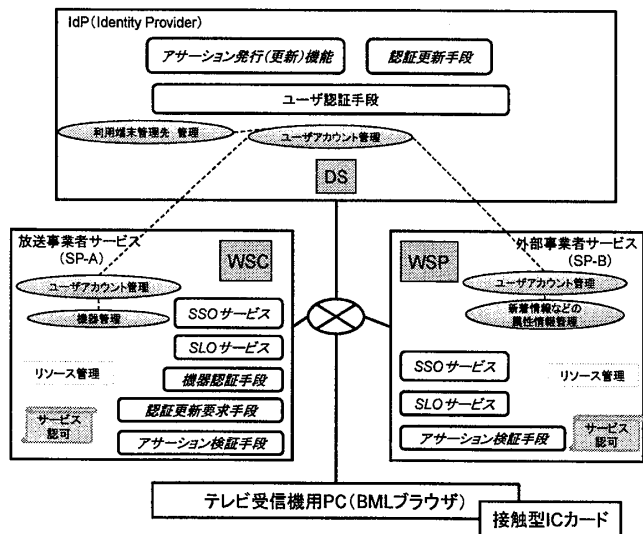 IdP(Identity Provider)
アサーション発行(更新)機能
認証更新手段
ユーザ認証手段
利用端末管理先 管理
ユーザアカウント管理
DS
放送事業者サービス
(SP-A)
WSC
ユーザアカウント管理
機器管理
SSOサービス
SLOサービス
リソース管理
機器認証手段
認証更新要求手段
サービス
認可
アサーション検証手段
WSP
外部事業者サービス
(SP-B)
ユーザアカウント管理
新着情報などの
属性情報管理
SSOサービス
リソース管理
SLOサービス
アサーション検証手段
サービス
認可
テレビ受信機用PC(BMLブラウザ)
接触型ICカード